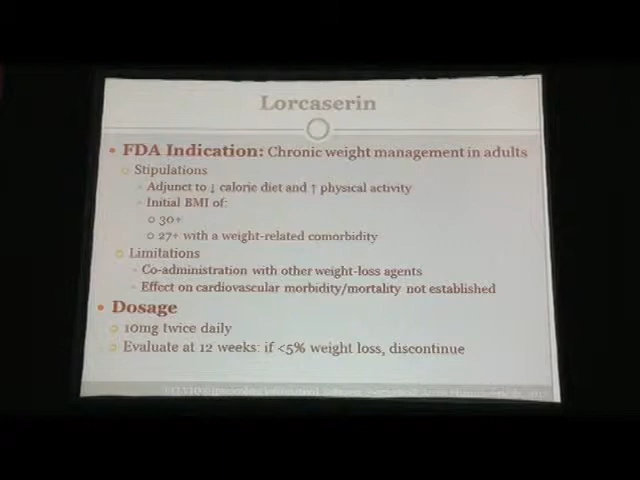 Lorcaserin
• FDA Indication: Chronic weight management in adults
○ Stipulations
Adjunct to ↓ calorie diet and ↑ physical activity
Initial BMI of:
○ 30+
○ 27+ with a weight-related comorbidity
○ Limitations
Co-administration with other weight-loss agents
Effect on cardiovascular morbidity/mortality not established
• Dosage
○ 10mg twice daily
○ Evaluate at 12 weeks: if <5% weight loss, discontinue